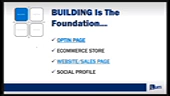 BUILDING Is The
Foundation...
OPTIN PAGE
ECOMMERCE STORE
WEBSITE/SALES PAGE
SOCIAL PROFILE